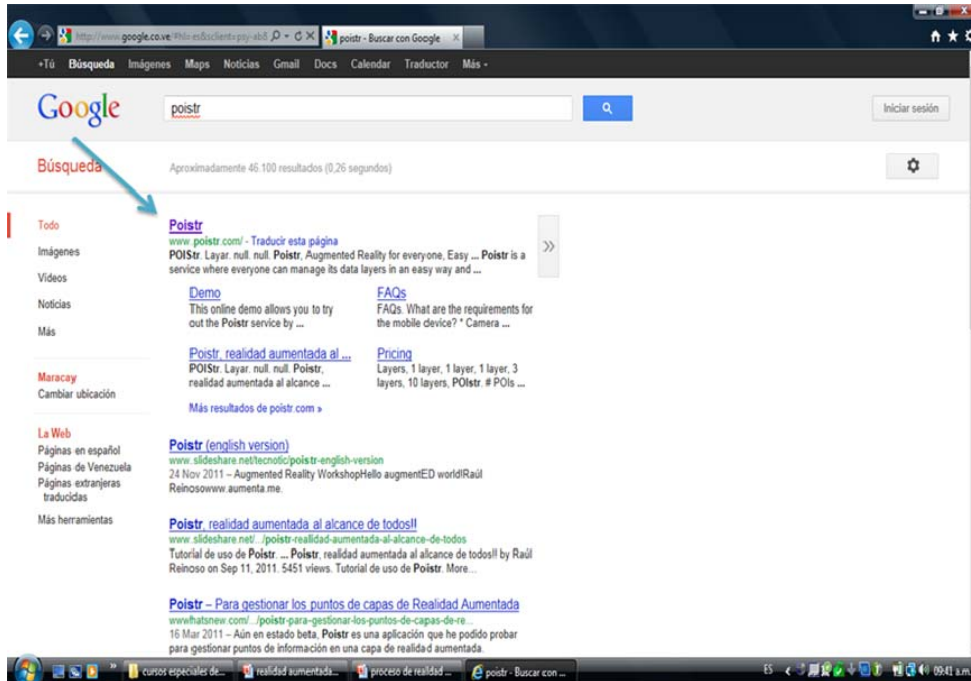 http://www.google.co.ve/#hl=es&sclient=psy-ab&
poistr - Buscar con Google
+Tú Búsqueda Imágenes Maps Noticias Gmail Docs Calendar Traductor Más
Google
poistr
Iniciar sesión
Búsqueda
Aproximadamente 46.100 resultados (0,26 segundos)
Todo
Imágenes
Vídeos
Noticias
Más
Maracay
Cambiar ubicación
La Web
Páginas en español
Páginas de Venezuela
Páginas extranjeras
traducidas
Más herramientas
Poistr
www.poistr.com/ - Traducir esta página
POIStr. Layar. null. null. Poistr, Augmented Reality for everyone, Easy ... Poistr is a
service where everyone can manage its data layers in an easy way and ...
Demo
This online demo allows you to try
out the Poistr service by ...
FAQs
FAQs. What are the requirements for
the mobile device? * Camera ...
Poistr, realidad aumentada al ...
POIStr. Layar. null. null. Poistr,
realidad aumentada al alcance ...
Pricing
Layers, 1 layer, 1 layer, 1 layer, 3
layers, 10 layers, POIstr. # POIs ...
Más resultados de poistr.com »
Poistr (english version)
www.slideshare.net/tecnotic/poistr-english-version
24 Nov 2011 – Augmented Reality WorkshopHello augmentED world!Raúl
Reinosowww.aumenta.me.
Poistr, realidad aumentada al alcance de todos!!
www.slideshare.net/.../poistr-realidad-aumentada-al-alcance-de-todos
Tutorial de uso de Poistr. ... Poistr, realidad aumentada al alcance de todos!! by Raúl
Reinoso on Sep 11, 2011. 5451 views. Tutorial de uso de Poistr. More...
Poistr – Para gestionar los puntos de capas de Realidad Aumentada
wwwhatsnew.com/.../poistr-para-gestionar-los-puntos-de-capas-de-re...
16 Mar 2011 – Aún en estado beta, Poistr es una aplicación que he podido probar
para gestionar puntos de información en una capa de realidad aumentada.
cursos especiales de...
realidad aumentada...
proceso de realidad ...
poistr - Buscar con ...
ES
09:41 a.m.